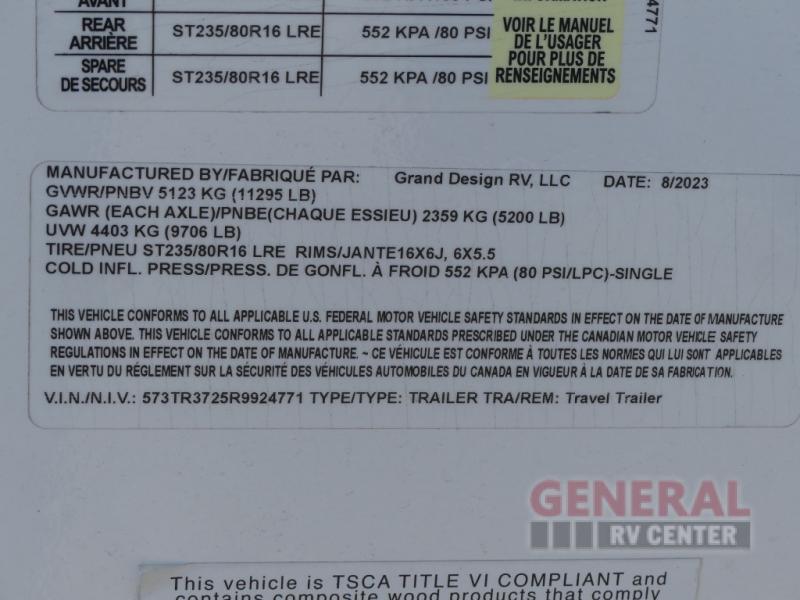 AVANT
REAR ARRIÈRE ST235/80R16 LRE 552 KPA /80 PSI
SPARE DE SECOURS ST235/80R16 LRE 552 KPA /80 PSI
VOIR LE MANUEL
DE L'USAGER
POUR PLUS DE
RENSEIGNEMENTS
4771
MANUFACTURED BY/FABRIQUÉ PAR: Grand Design RV, LLC DATE: 8/2023
GVWR/PNBV 5123 KG (11295 LB)
GAWR (EACH AXLE)/PNBE(CHAQUE ESSIEU) 2359 KG (5200 LB)
UVW 4403 KG (9706 LB)
TIRE/PNEU ST235/80R16 LRE RIMS/JANTE16X6J, 6X5.5
COLD INFL. PRESS/PRESS. DE GONFL. À FROID 552 KPA (80 PSI/LPC)-SINGLE
THIS VEHICLE CONFORMS TO ALL APPLICABLE U.S. FEDERAL MOTOR VEHICLE SAFETY STANDARDS IN EFFECT ON THE DATE OF MANUFACTURE
SHOWN ABOVE. THIS VEHICLE CONFORMS TO ALL APPLICABLE STANDARDS PRESCRIBED UNDER THE CANADIAN MOTOR VEHICLE SAFETY
REGULATIONS IN EFFECT ON THE DATE OF MANUFACTURE. ~ CE VÉHICULE EST CONFORME À TOUTES LES NORMES QUI LUI SONT APPLICABLES
EN VERTU DU RÉGLEMENT SUR LA SÉCURITÉ DES VÉHICULES AUTOMOBILES DU CANADA EN VIGUEUR À LA DATE DE SA FABRICATION.
V.I.N./N.I.V.: 573TR3725R9924771 TYPE/TYPE: TRAILER TRA/REM: Travel Trailer
GENERAL
RV CENTER
This vehicle is TSCA TITLE VI COMPLIANT and
contains composite wood products that comply